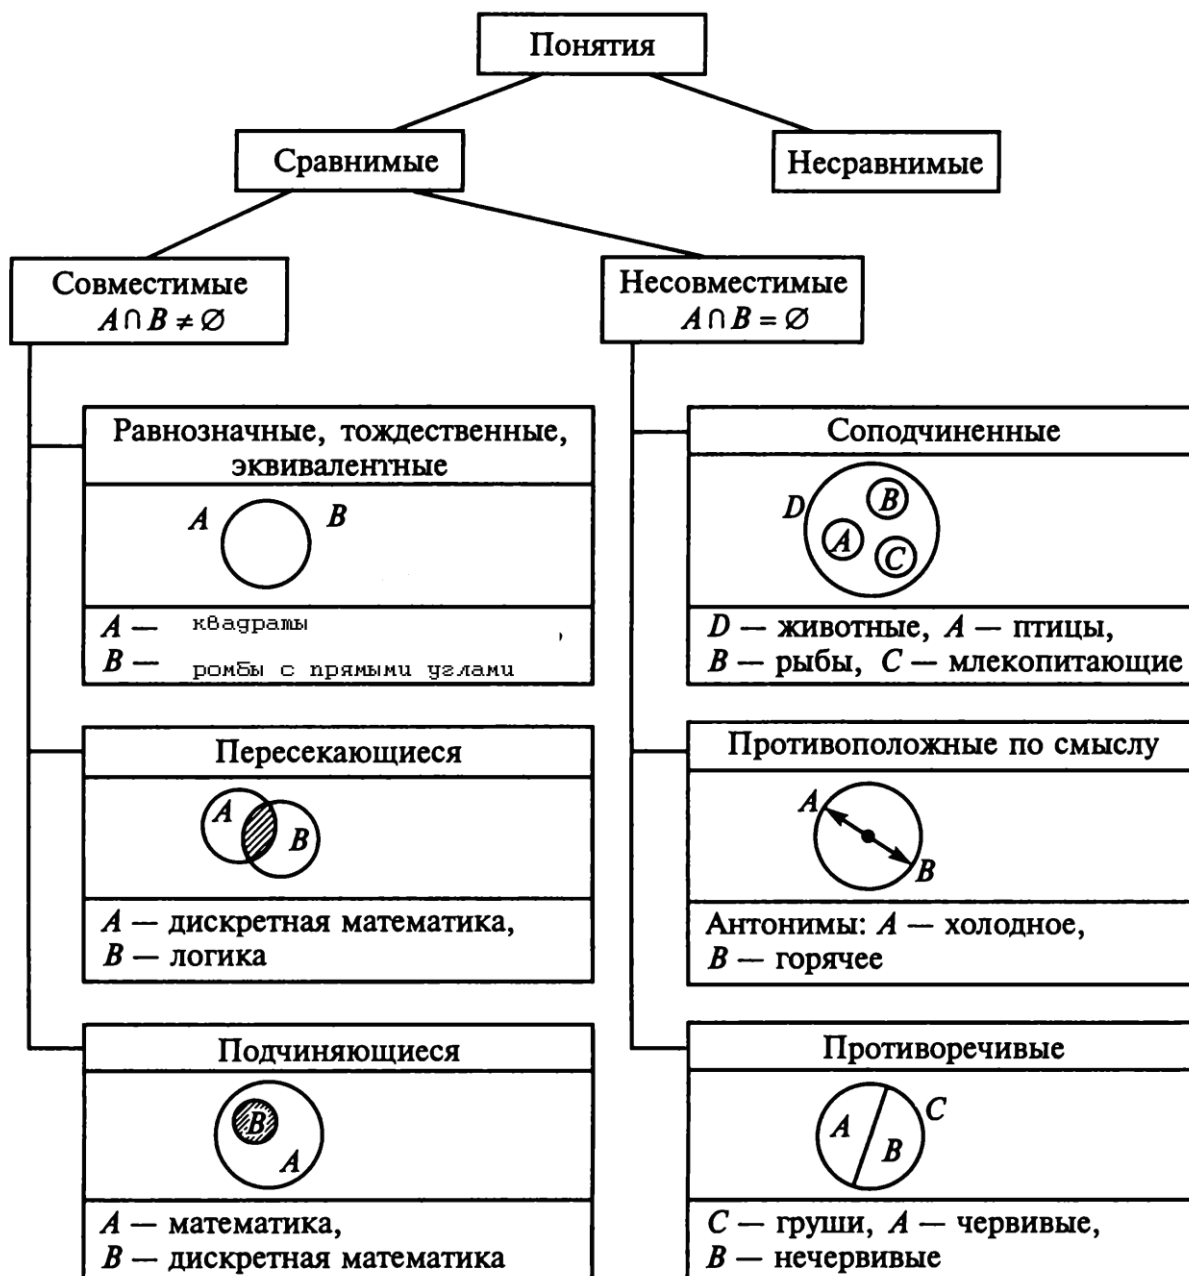 Понятия
Сравнимые
Несравнимые
Совместимые
A ∩ B ≠ ∅
Несовместимые
A ∩ B = ∅
Равнозначные, тождественные,
эквивалентные
A B
A — квадраты ,
B — ромбы с прямыми углами
Пересекающиеся
A
B
A — дискретная математика,
B — логика
Подчиняющиеся
B
A
A — математика,
B — дискретная математика
Соподчиненные
D
B
A
C
D — животные, A — птицы,
B — рыбы, C — млекопитающие
Противоположные по смыслу
A
B
Антонимы: A — холодное,
B — горячее
Противоречивые
A
C
B
C — груши, A — червивые,
B — нечервивые